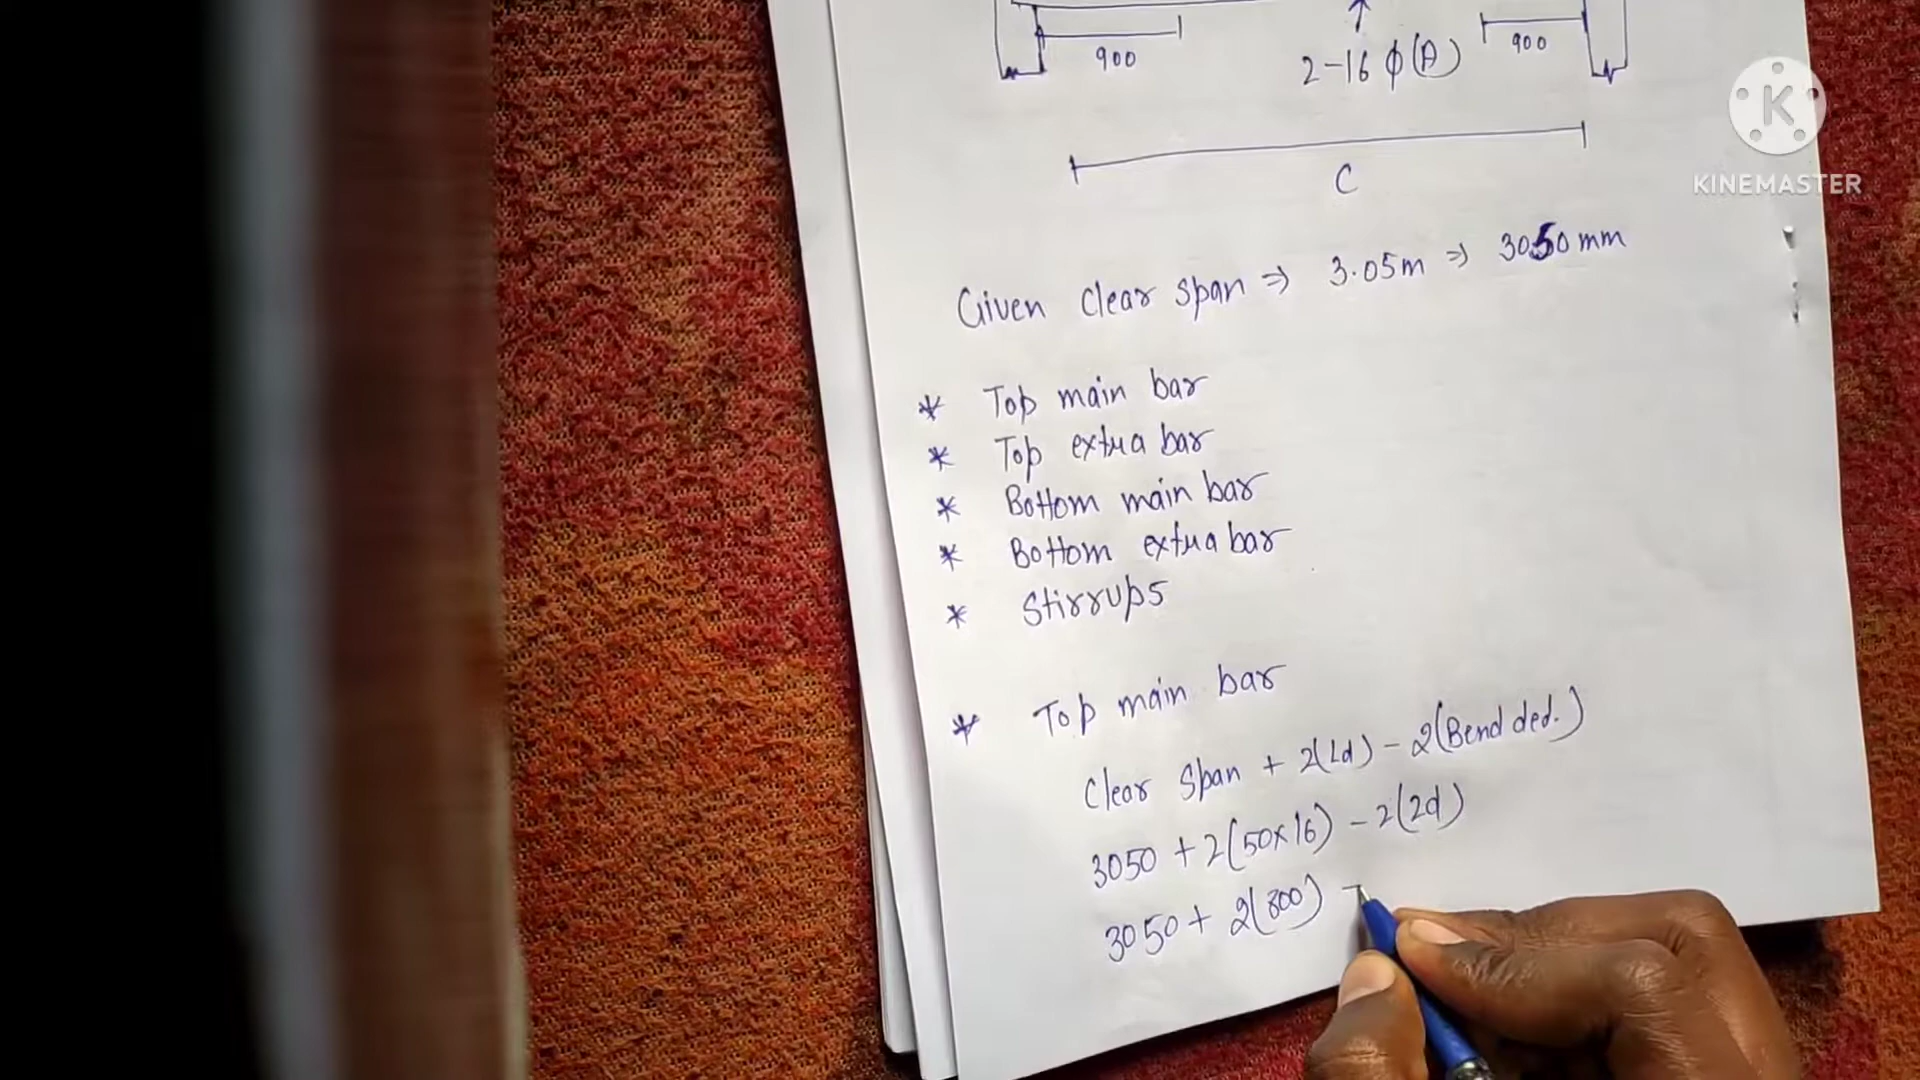 900
2-16 ϕ(A)
900
K
KINEMASTER
C
Given clear span ⇒ 3.05m ⇒ 3050mm
* Top main bar
* Top extra bar
* Bottom main bar
* Bottom extra bar
* Stirrups
* Top main bar
Clear Span + 2(Ld) - 2(Bend ded.)
3050 + 2(50x16) - 2(2d)
3050 + 2(800) -